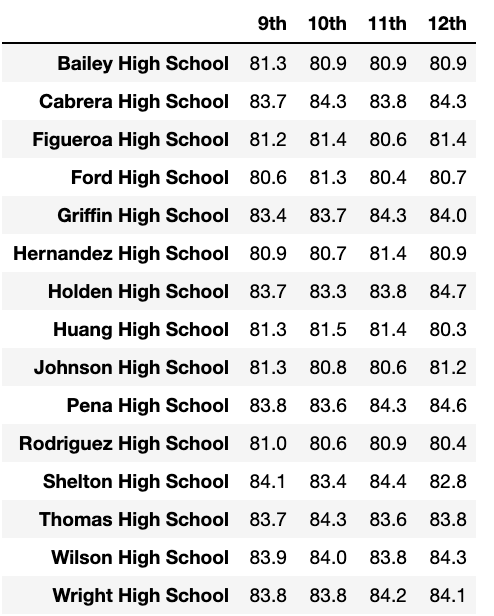 9th 10th 11th 12th
Bailey High School 81.3 80.9 80.9 80.9
Cabrera High School 83.7 84.3 83.8 84.3
Figueroa High School 81.2 81.4 80.6 81.4
Ford High School 80.6 81.3 80.4 80.7
Griffin High School 83.4 83.7 84.3 84.0
Hernandez High School 80.9 80.7 81.4 80.9
Holden High School 83.7 83.3 83.8 84.7
Huang High School 81.3 81.5 81.4 80.3
Johnson High School 81.3 80.8 80.6 81.2
Pena High School 83.8 83.6 84.3 84.6
Rodriguez High School 81.0 80.6 80.9 80.4
Shelton High School 84.1 83.4 84.4 82.8
Thomas High School 83.7 84.3 83.6 83.8
Wilson High School 83.9 84.0 83.8 84.3
Wright High School 83.8 83.8 84.2 84.1